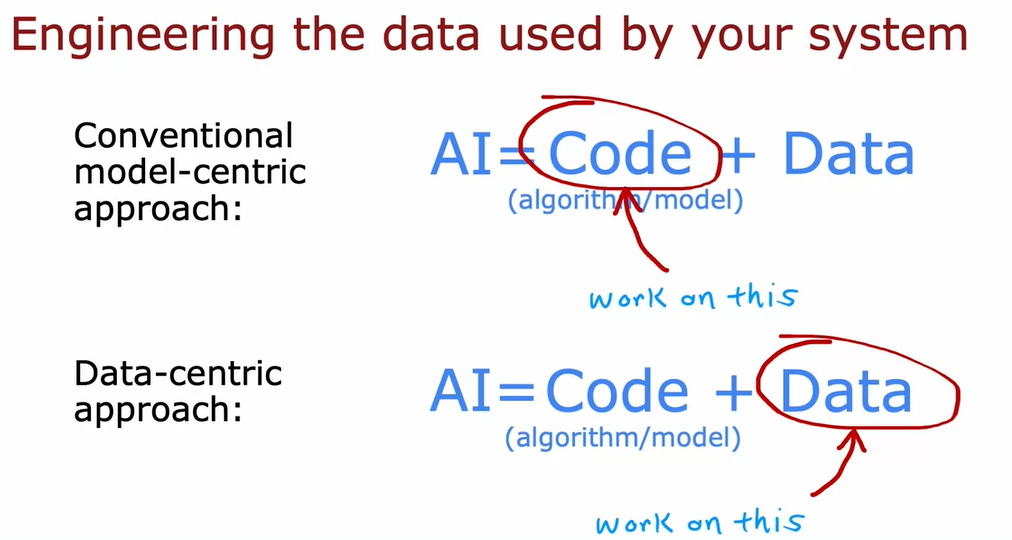 Engineering the data used by your system
Conventional
model-centric
approach:
AI= Code + Data
(algorithm/model)
work on this
Data-centric
approach:
AI= Code + Data
(algorithm/model)
work on this